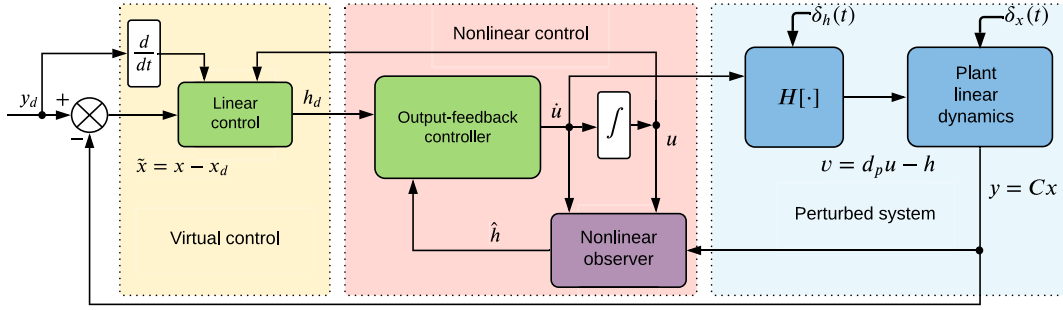 Nonlinear control
δ_h(t)
δ_x(t)
d/dt
y_d
+
−
Linear
control
h_d
Output-feedback
controller
u̇
∫
u
H[·]
Plant
linear
dynamics
x̃ = x − x_d
v = d_p u − h
y = Cx
Virtual control
ĥ
Nonlinear
observer
Perturbed system